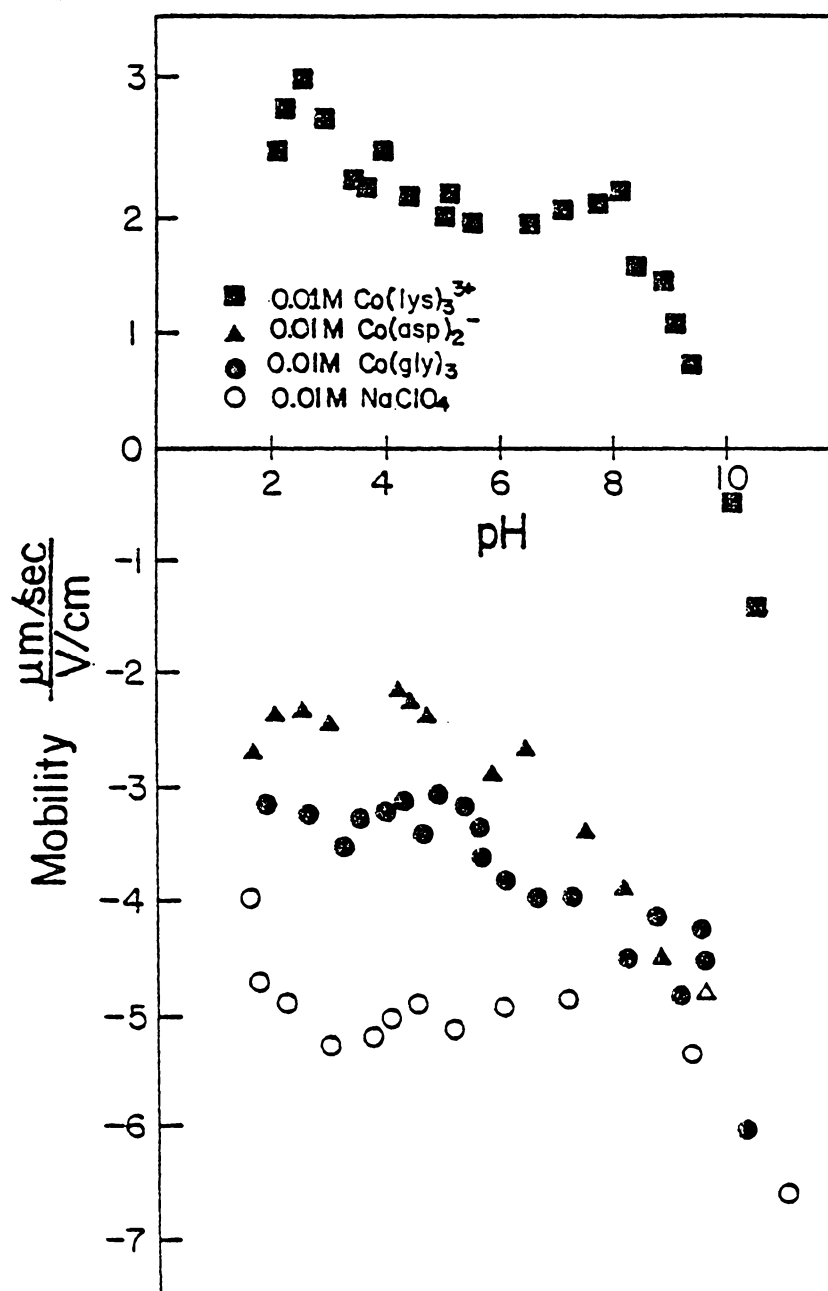 3
2
0.01M Co(lys)₃³⁺
0.01M Co(asp)₂⁻
0.01M Co(gly)₃
0.01M NaClO₄
1
0
2 4 6 8 10
pH
-1
-2
-3
-4
-5
-6
-7
Mobility μm/sec
V/cm